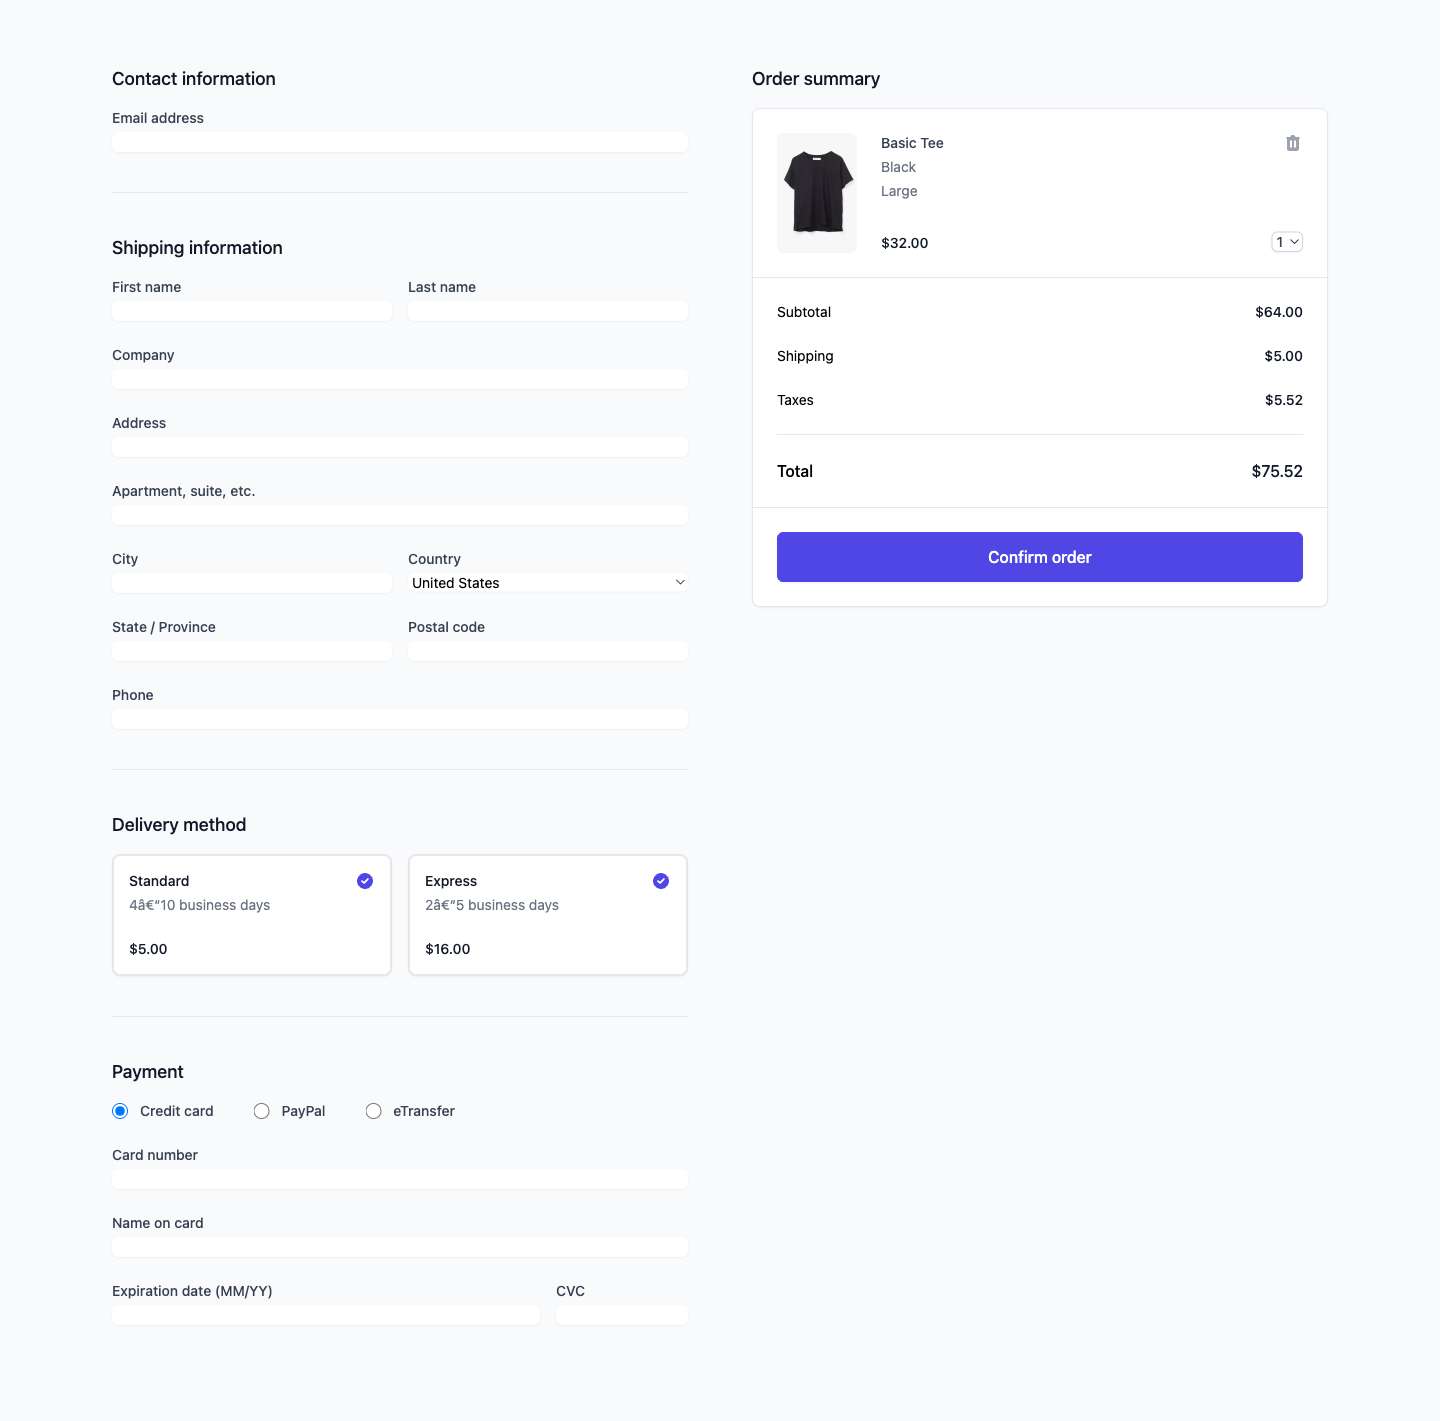 Contact information
Email address
Shipping information
First name
Last name
Company
Address
Apartment, suite, etc.
City
Country
United States
State / Province
Postal code
Phone
Delivery method
Standard
4â€“10 business days
$5.00
Express
2â€“5 business days
$16.00
Payment
Credit card
PayPal
eTransfer
Card number
Name on card
Expiration date (MM/YY)
CVC
Order summary
Basic Tee
Black
Large
$32.00
1
Subtotal
$64.00
Shipping
$5.00
Taxes
$5.52
Total
$75.52
Confirm order